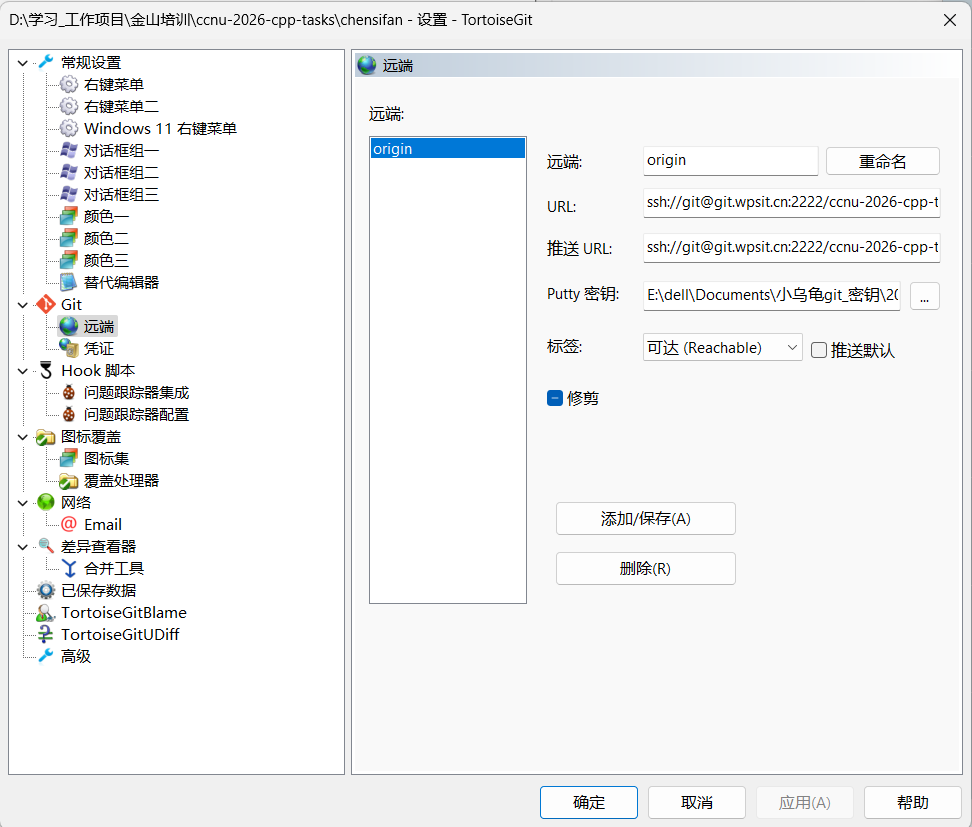 D:\学习_工作项目\金山培训\ccnu-2026-cpp-tasks\chensifan - 设置 - TortoiseGit
常规设置
右键菜单
右键菜单二
Windows 11 右键菜单
对话框组一
对话框组二
对话框组三
颜色一
颜色二
颜色三
替代编辑器
Git
远端
凭证
Hook 脚本
问题跟踪器集成
问题跟踪器配置
图标覆盖
图标集
覆盖处理器
网络
Email
差异查看器
合并工具
已保存数据
TortoiseGitBlame
TortoiseGitUDiff
高级
远端
远端:
origin
远端: origin 重命名
URL: ssh://git@git.wpsit.cn:2222/ccnu-2026-cpp-t
推送 URL: ssh://git@git.wpsit.cn:2222/ccnu-2026-cpp-t
Putty 密钥: E:\dell\Documents\小乌龟git_密钥\20 ...
标签: 可达 (Reachable) 推送默认
修剪
添加/保存(A)
删除(R)
确定 取消 应用(A) 帮助